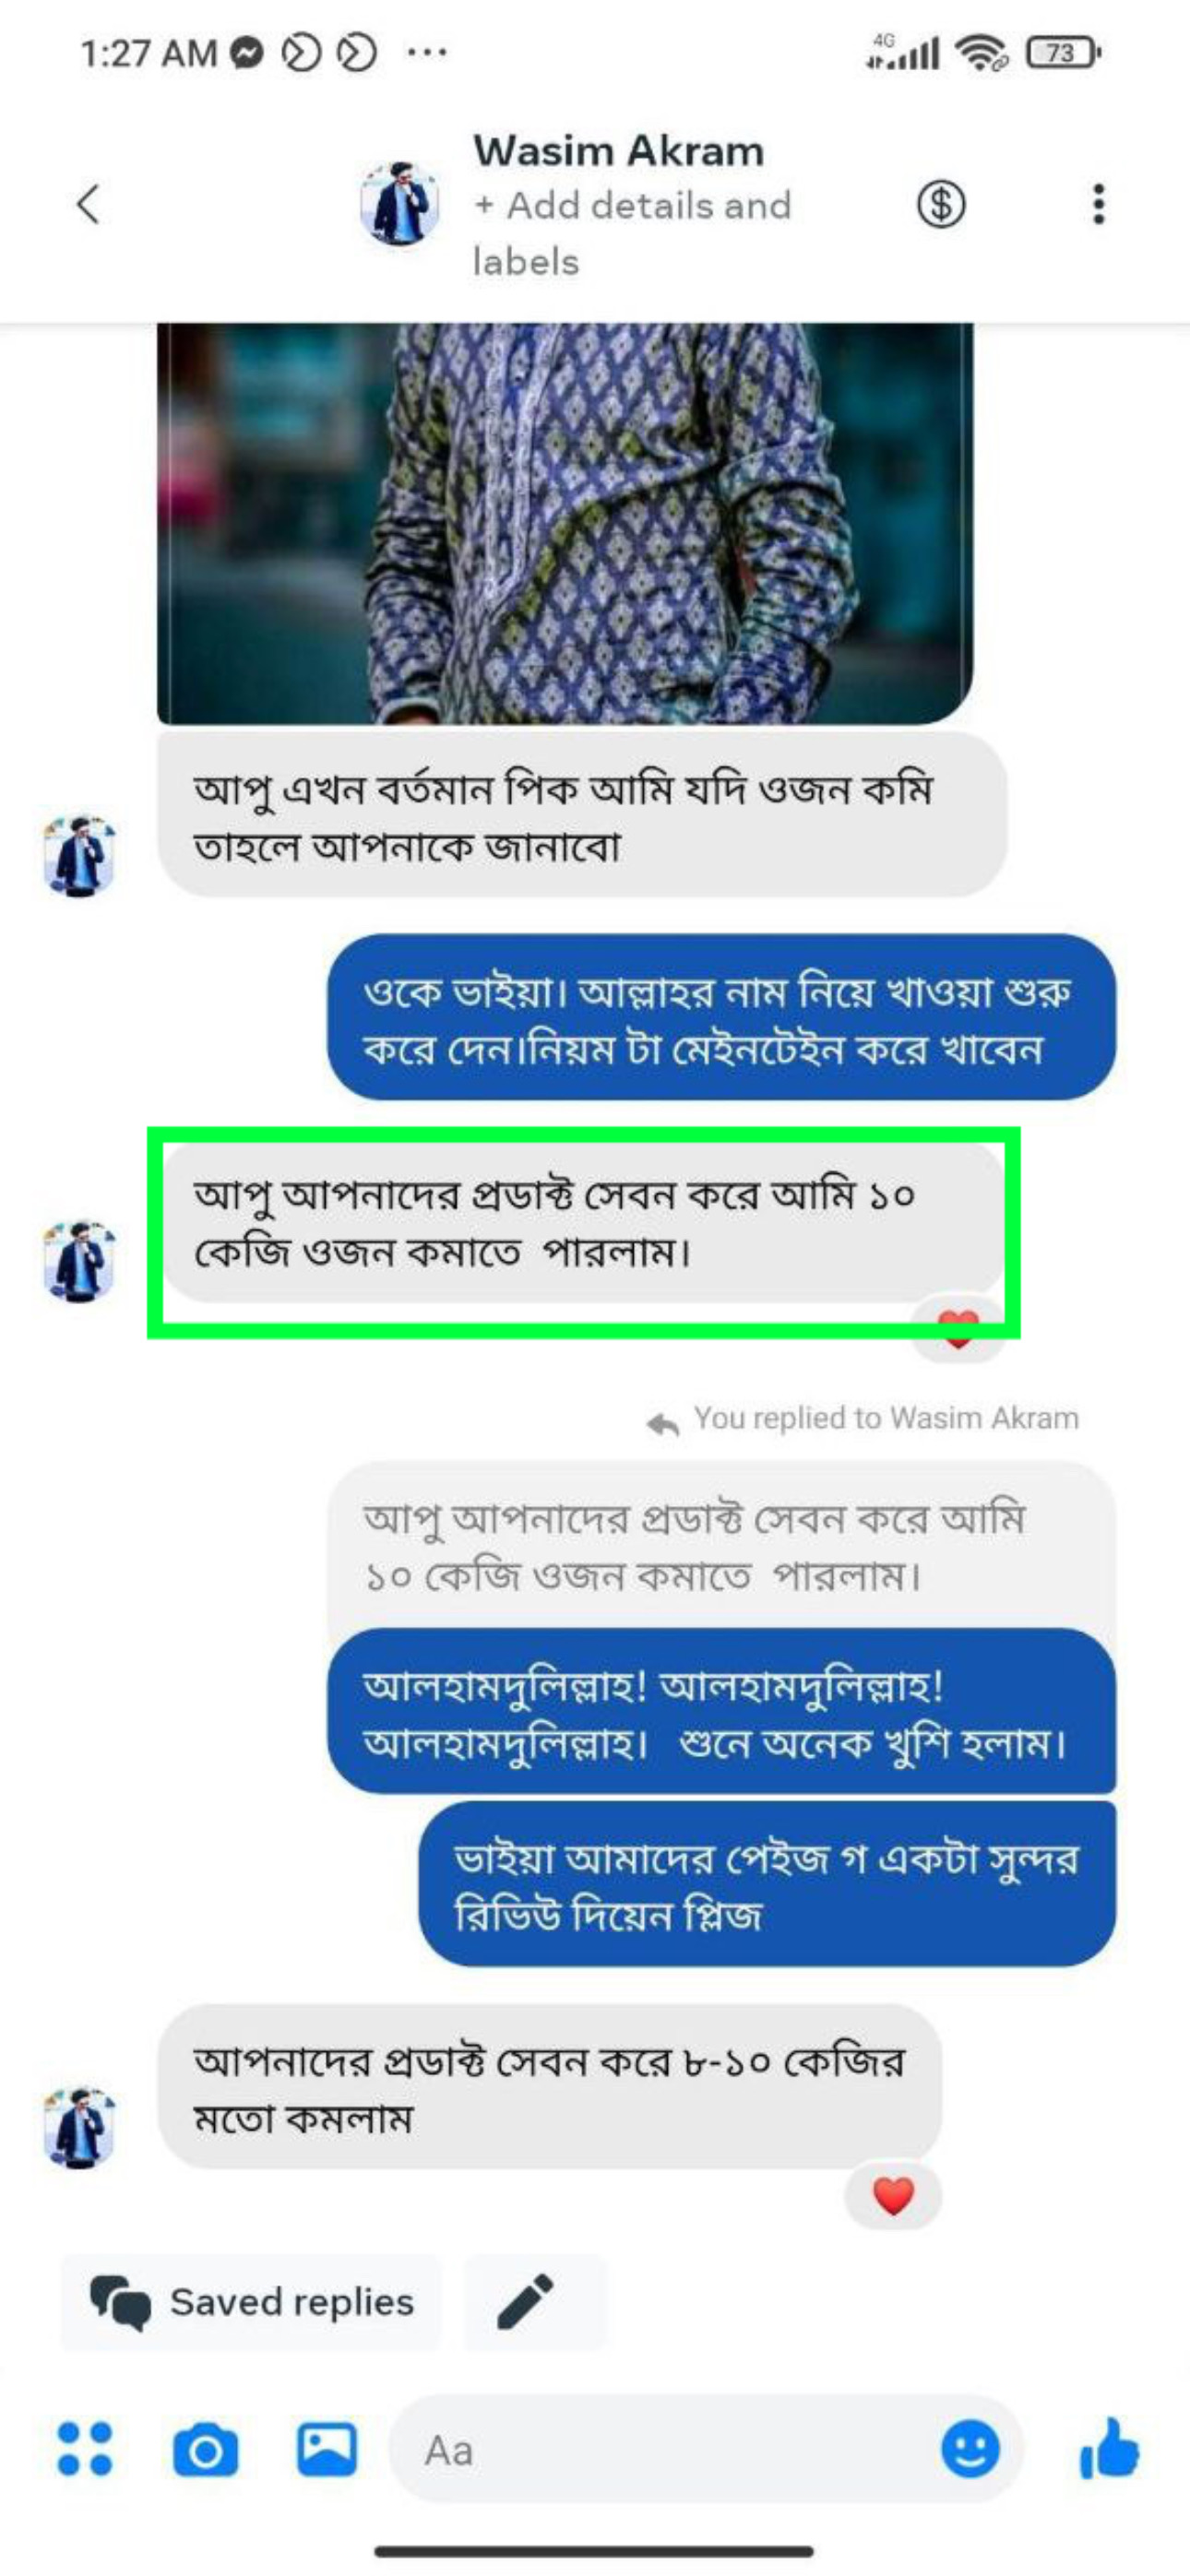 1:27 AM
4G
73
Wasim Akram
+ Add details and
labels
আপু এখন বর্তমান পিক আমি যদি ওজন কমি
তাহলে আপনাকে জানাবো
ওকে ভাইয়া। আল্লাহর নাম নিয়ে খাওয়া শুরু
করে দেন।নিয়ম টা মেইনটেইন করে খাবেন
আপু আপনাদের প্রডাক্ট সেবন করে আমি ১০
কেজি ওজন কমাতে পারলাম।
You replied to Wasim Akram
আপু আপনাদের প্রডাক্ট সেবন করে আমি
১০ কেজি ওজন কমাতে পারলাম।
আলহামদুলিল্লাহ! আলহামদুলিল্লাহ!
আলহামদুলিল্লাহ। শুনে অনেক খুশি হলাম।
ভাইয়া আমাদের পেইজ গ একটা সুন্দর
রিভিউ দিয়েন প্লিজ
আপনাদের প্রডাক্ট সেবন করে ৮-১০ কেজির
মতো কমলাম
Saved replies
Aa